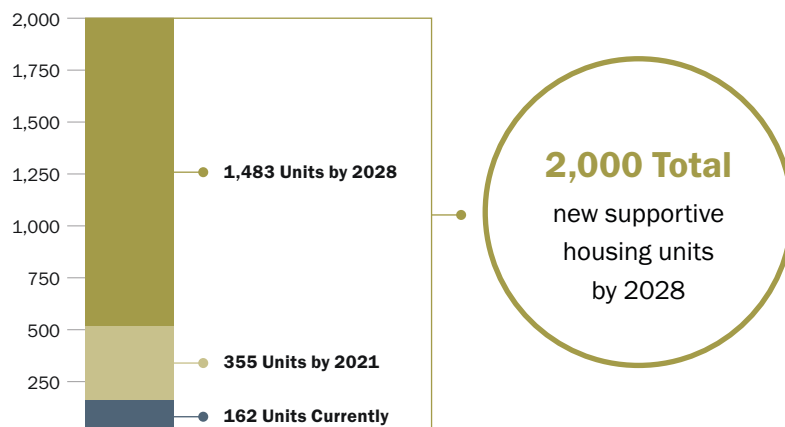 2,000
1,750
1,500
1,250
1,000
750
500
250
1,483 Units by 2028
355 Units by 2021
162 Units Currently
2,000 Total
new supportive
housing units
by 2028